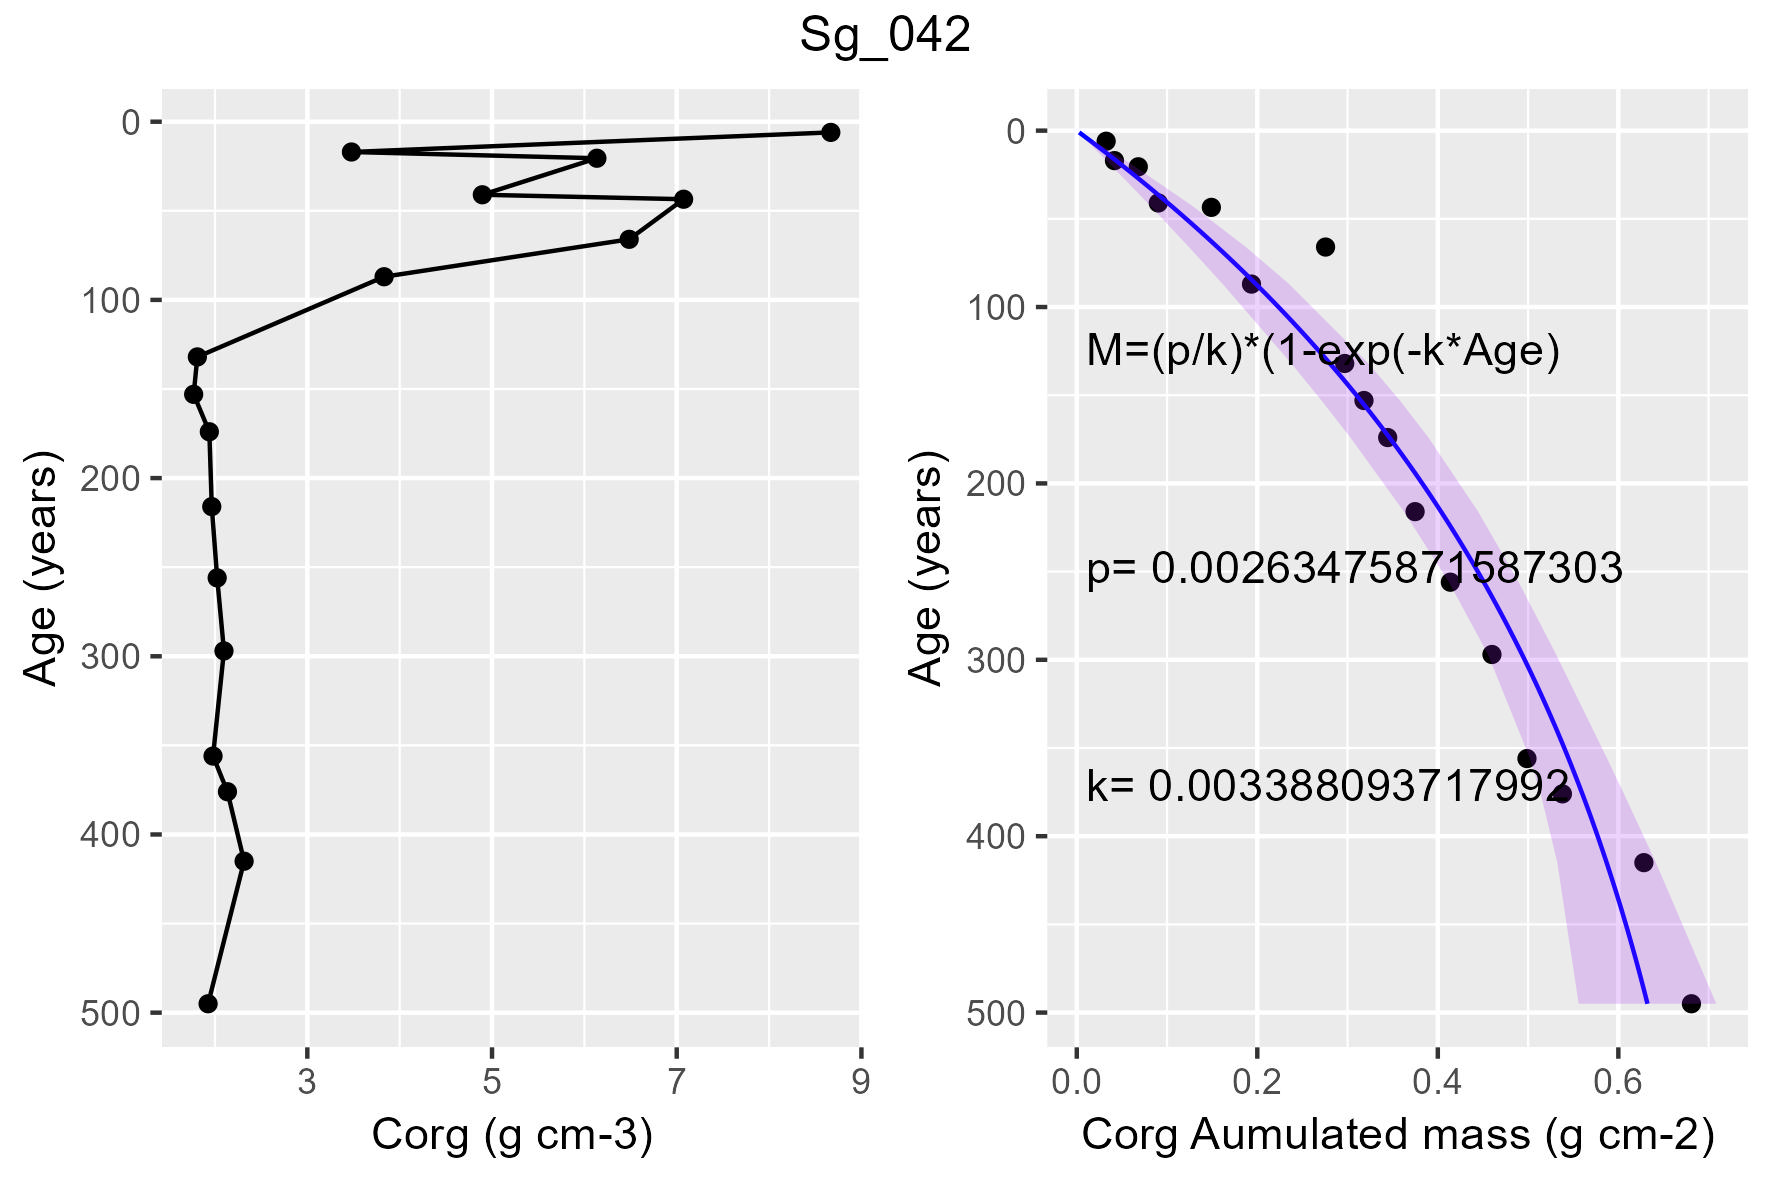 Sg_042
0
100
200
300
400
500
Age (years)
3 5 7 9
Corg (g cm-3)
0
100
200
300
400
500
Age (years)
M=(p/k)*(1-exp(-k*Age)
p= 0.00263475871587303
k= 0.00338809371799​2
0.0 0.2 0.4 0.6
Corg Aumulated mass (g cm-2)